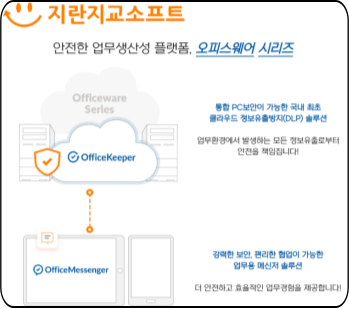 지란지교소프트
안전한 업무생산성 플랫폼, 오피스웨어 시리즈
Officeware
Series
통합 PC보안이 가능한 국내 최초
클라우드 정보유출방지(DLP) 솔루션
OfficeKeeper
업무환경에서 발생하는 모든 정보유출로부터
안전을 책임집니다!
강력한 보안, 편리한 협업이 가능한
업무용 메신저 솔루션
OfficeMessenger
더 안전하고 효율적인 업무경험을 제공합니다!